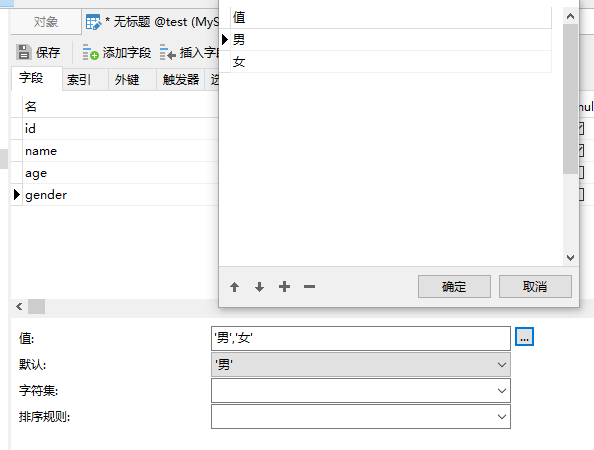 对象 * 无标题 @test (MyS
保存 添加字段 插入字段
字段 索引 外键 触发器
名
id
name
age
gender
值
男
女
确定 取消
值: '男','女' ...
默认: '男'
字符集:
排序规则: